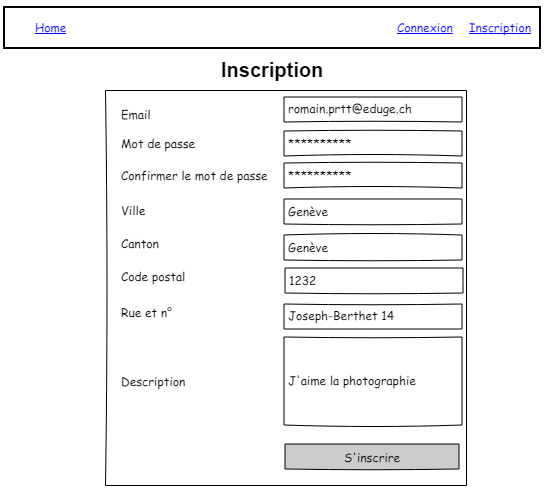 Home Connexion Inscription
Inscription
Email romain.prtt@eduge.ch
Mot de passe **********
Confirmer le mot de passe **********
Ville Genève
Canton Genève
Code postal 1232
Rue et n° Joseph-Berthet 14
Description J'aime la photographie
S'inscrire